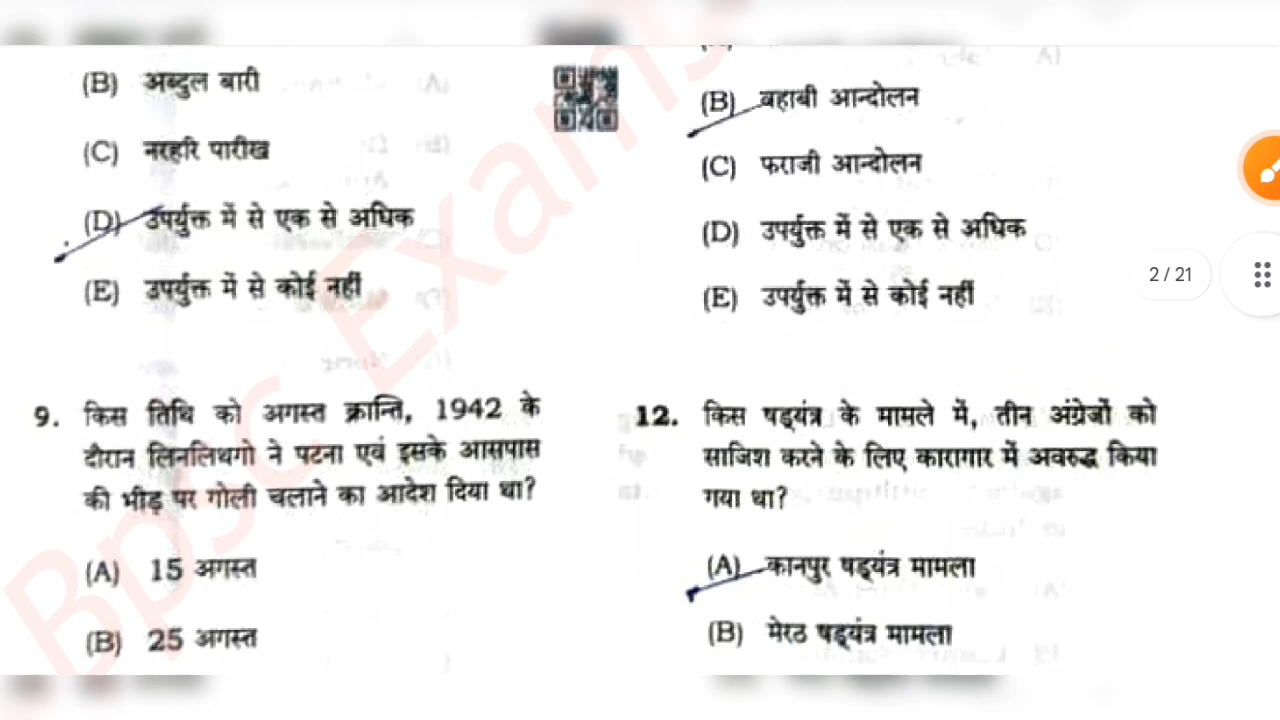 (B) अब्दुल बारी
(C) नरहरि पारीख
(D) उपर्युक्त में से एक से अधिक
(E) उपर्युक्त में से कोई नहीं
9. किस तिथि को अगस्त क्रान्ति, 1942 के
दौरान लिनलिथगो ने पटना एवं इसके आसपास
की भीड़ पर गोली चलाने का आदेश दिया था?
(A) 15 अगस्त
(B) 25 अगस्त
(B) वहाबी आन्दोलन
(C) फराजी आन्दोलन
(D) उपर्युक्त में से एक से अधिक
(E) उपर्युक्त में से कोई नहीं
12. किस षड्यंत्र के मामले में, तीन अंग्रेजों को
साजिश करने के लिए कारागार में अवरुद्ध किया
गया था?
(A) कानपुर षड्यंत्र मामला
(B) मेरठ षड्यंत्र मामला
2 / 21
Bpsc Exams